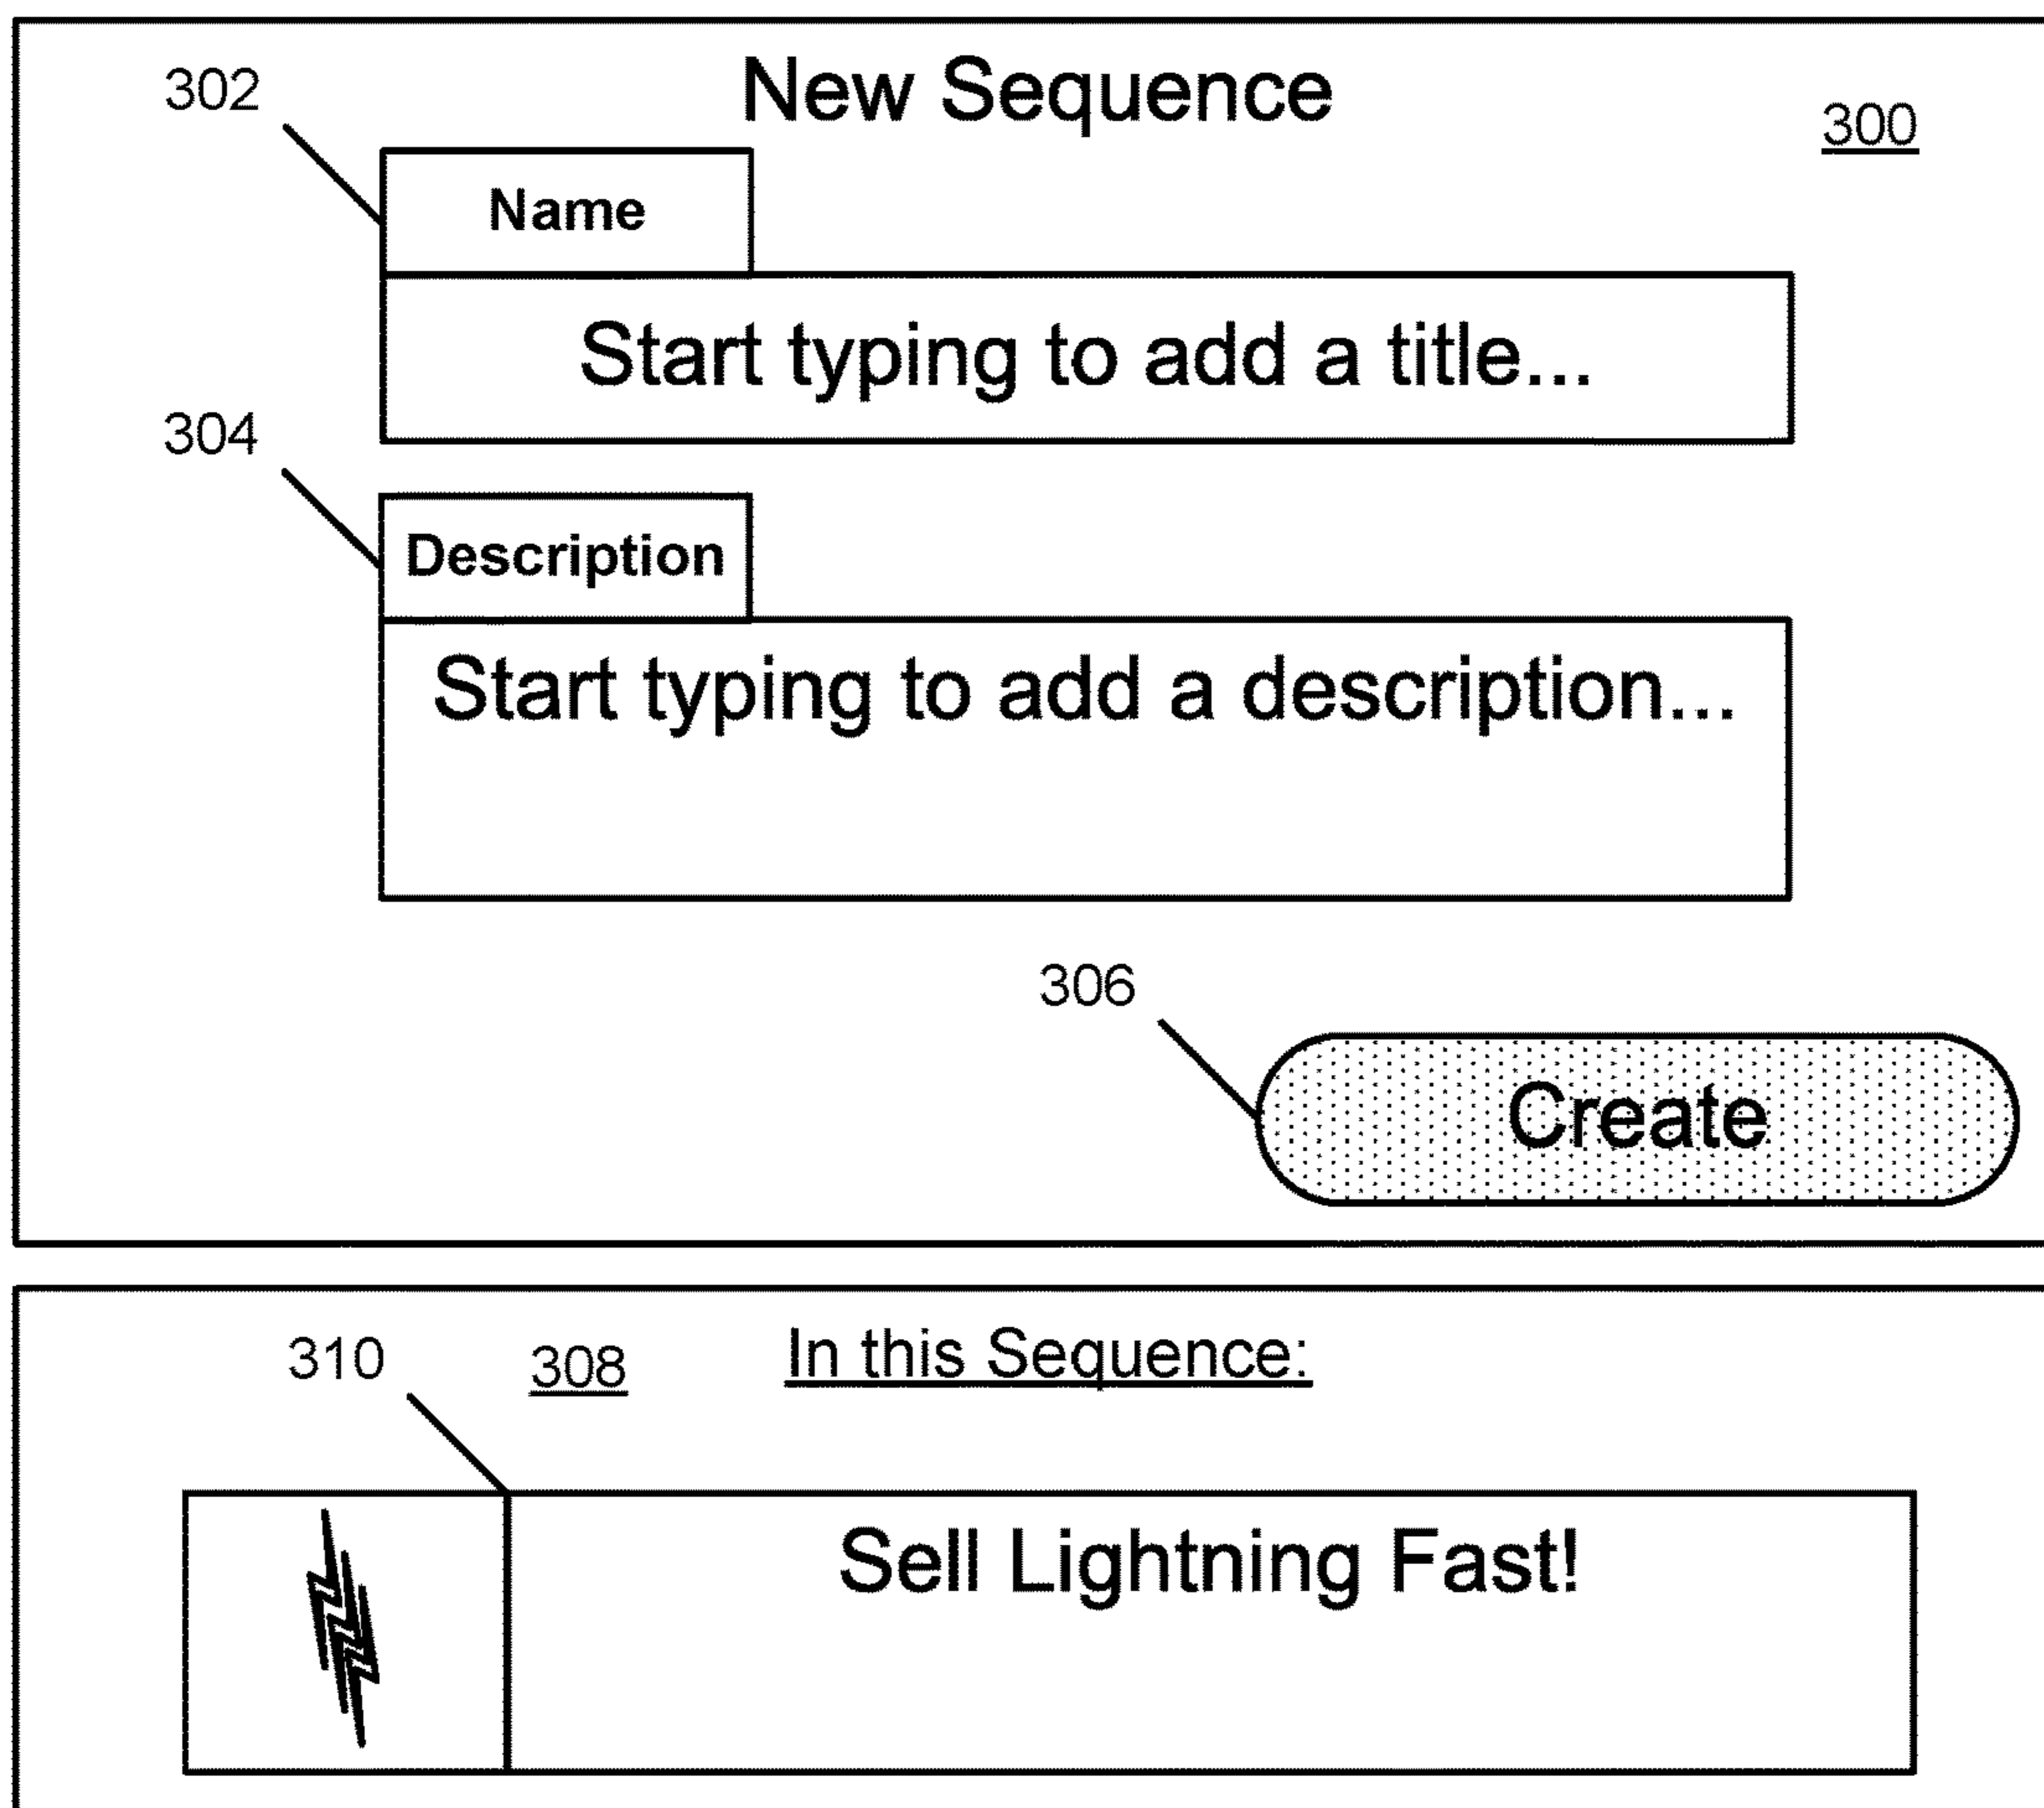 New Sequence
302
300
Name
Start typing to add a title...
304
Description
Start typing to add a description...
306
Create
310
308
In this Sequence:
Sell Lightning Fast!